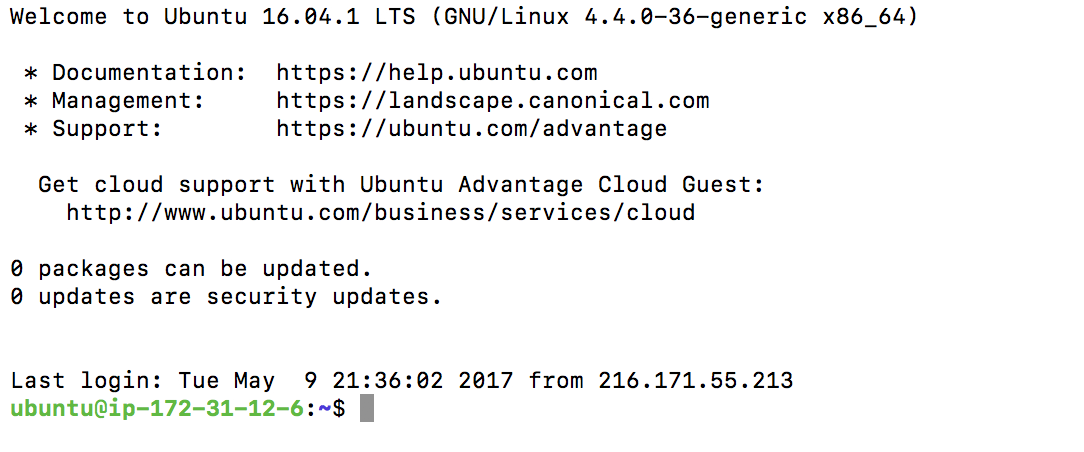 Welcome to Ubuntu 16.04.1 LTS (GNU/Linux 4.4.0-36-generic x86_64)
* Documentation:  https://help.ubuntu.com
* Management:     https://landscape.canonical.com
* Support:        https://ubuntu.com/advantage
Get cloud support with Ubuntu Advantage Cloud Guest:
http://www.ubuntu.com/business/services/cloud
0 packages can be updated.
0 updates are security updates.
Last login: Tue May  9 21:36:02 2017 from 216.171.55.213
ubuntu@ip-172-31-12-6:~$